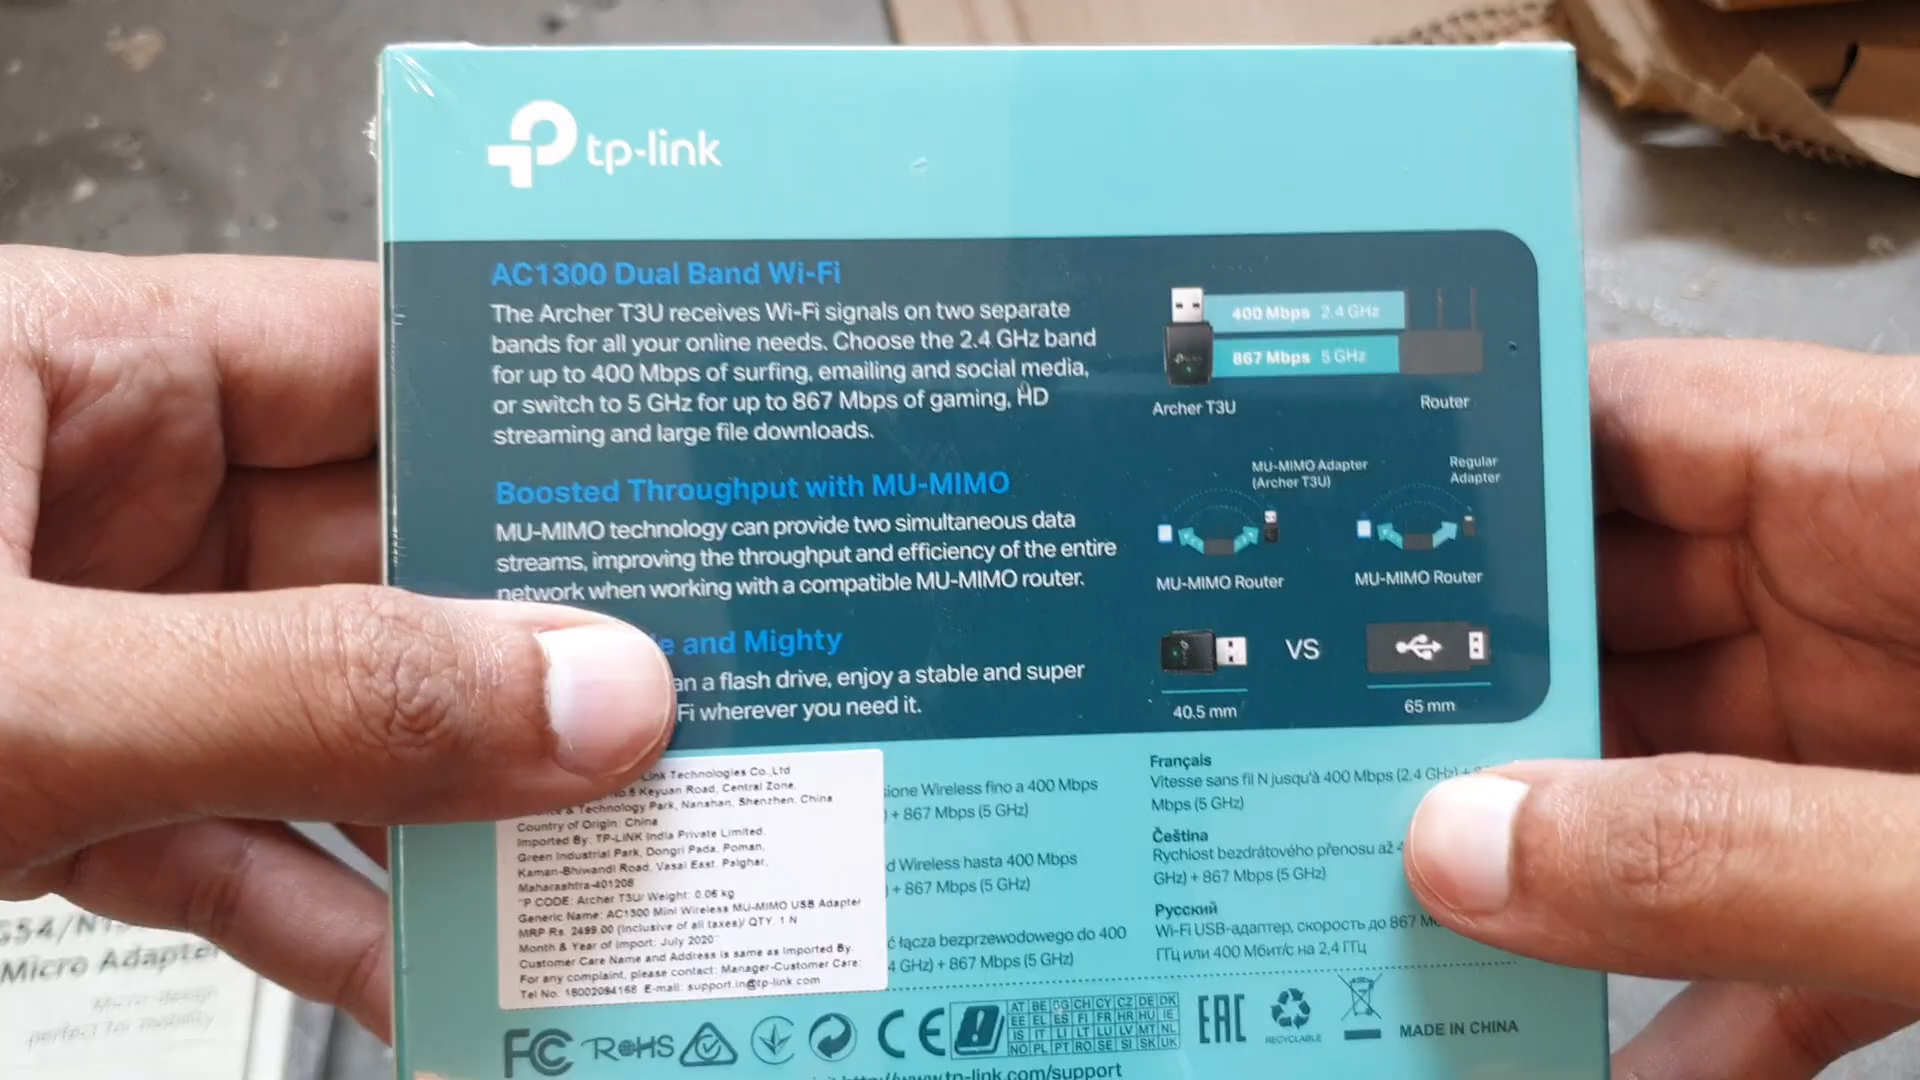 tp-link
AC1300 Dual Band Wi-Fi
The Archer T3U receives Wi-Fi signals on two separate
bands for all your online needs. Choose the 2.4 GHz band
for up to 400 Mbps of surfing, emailing and social media,
or switch to 5 GHz for up to 867 Mbps of gaming, HD
streaming and large file downloads.
400 Mbps 2.4 GHz
867 Mbps 5 GHz
Archer T3U
Router
Boosted Throughput with MU-MIMO
MU-MIMO technology can provide two simultaneous data
streams, improving the throughput and efficiency of the entire
network when working with a compatible MU-MIMO router.
MU-MIMO Adapter
(Archer T3U)
Regular
Adapter
MU-MIMO Router
MU-MIMO Router
and Mighty
a flash drive, enjoy a stable and super
Fi wherever you need it.
VS
40.5 mm
65 mm
Link Technologies Co.,Ltd
5 Keyuan Road, Central Zone,
& Technology Park, Nanshan, Shenzhen, China
Country of Origin: China
Imported By: TP-LINK India Private Limited.
Green Industrial Park, Dongri Pada, Poman,
Kaman-Bhiwandi Road, Vasai East, Palghar,
Maharashtra-401208
"P CODE: Archer T3U/ Weight: 0.06 kg
Generic Name: AC1300 Mini Wireless MU-MIMO USB Adapter
MRP Rs. 2499.00 (Inclusive of all taxes)/ QTY. 1 N
Month & Year of Import: July 2020"
Customer Care Name and Address is same as Imported By.
For any complaint, please contact: Manager-Customer Care:
Tel No: 18002094168 E-mail: support.in@tp-link.com
Wireless fino a 400 Mbps
+ 867 Mbps (5 GHz)
Wireless hasta 400 Mbps
+ 867 Mbps (5 GHz)
łącza bezprzewodowego do 400
GHz) + 867 Mbps (5 GHz)
Français
Vitesse sans fil N jusqu'à 400 Mbps (2.4 GHz) +
Mbps (5 GHz)
Čeština
Rychlost bezdrátového přenosu až
GHz) + 867 Mbps (5 GHz)
Русский
Wi-Fi USB-адаптер, скорость до 867
ГГц или 400 Мбит/с на 2,4 ГГц
FC RoHS CE
AT BE BG CH CY CZ DE DK
EE EL ES FI FR HR HU IE
IS IT LI LT LU LV MT NL
NO PL PT RO SE SI SK UK
EAC
RECYCLABLE
MADE IN CHINA
http://www.tp-link.com/support
G54/
Micro Adapter
Micro design
perfect for mobility